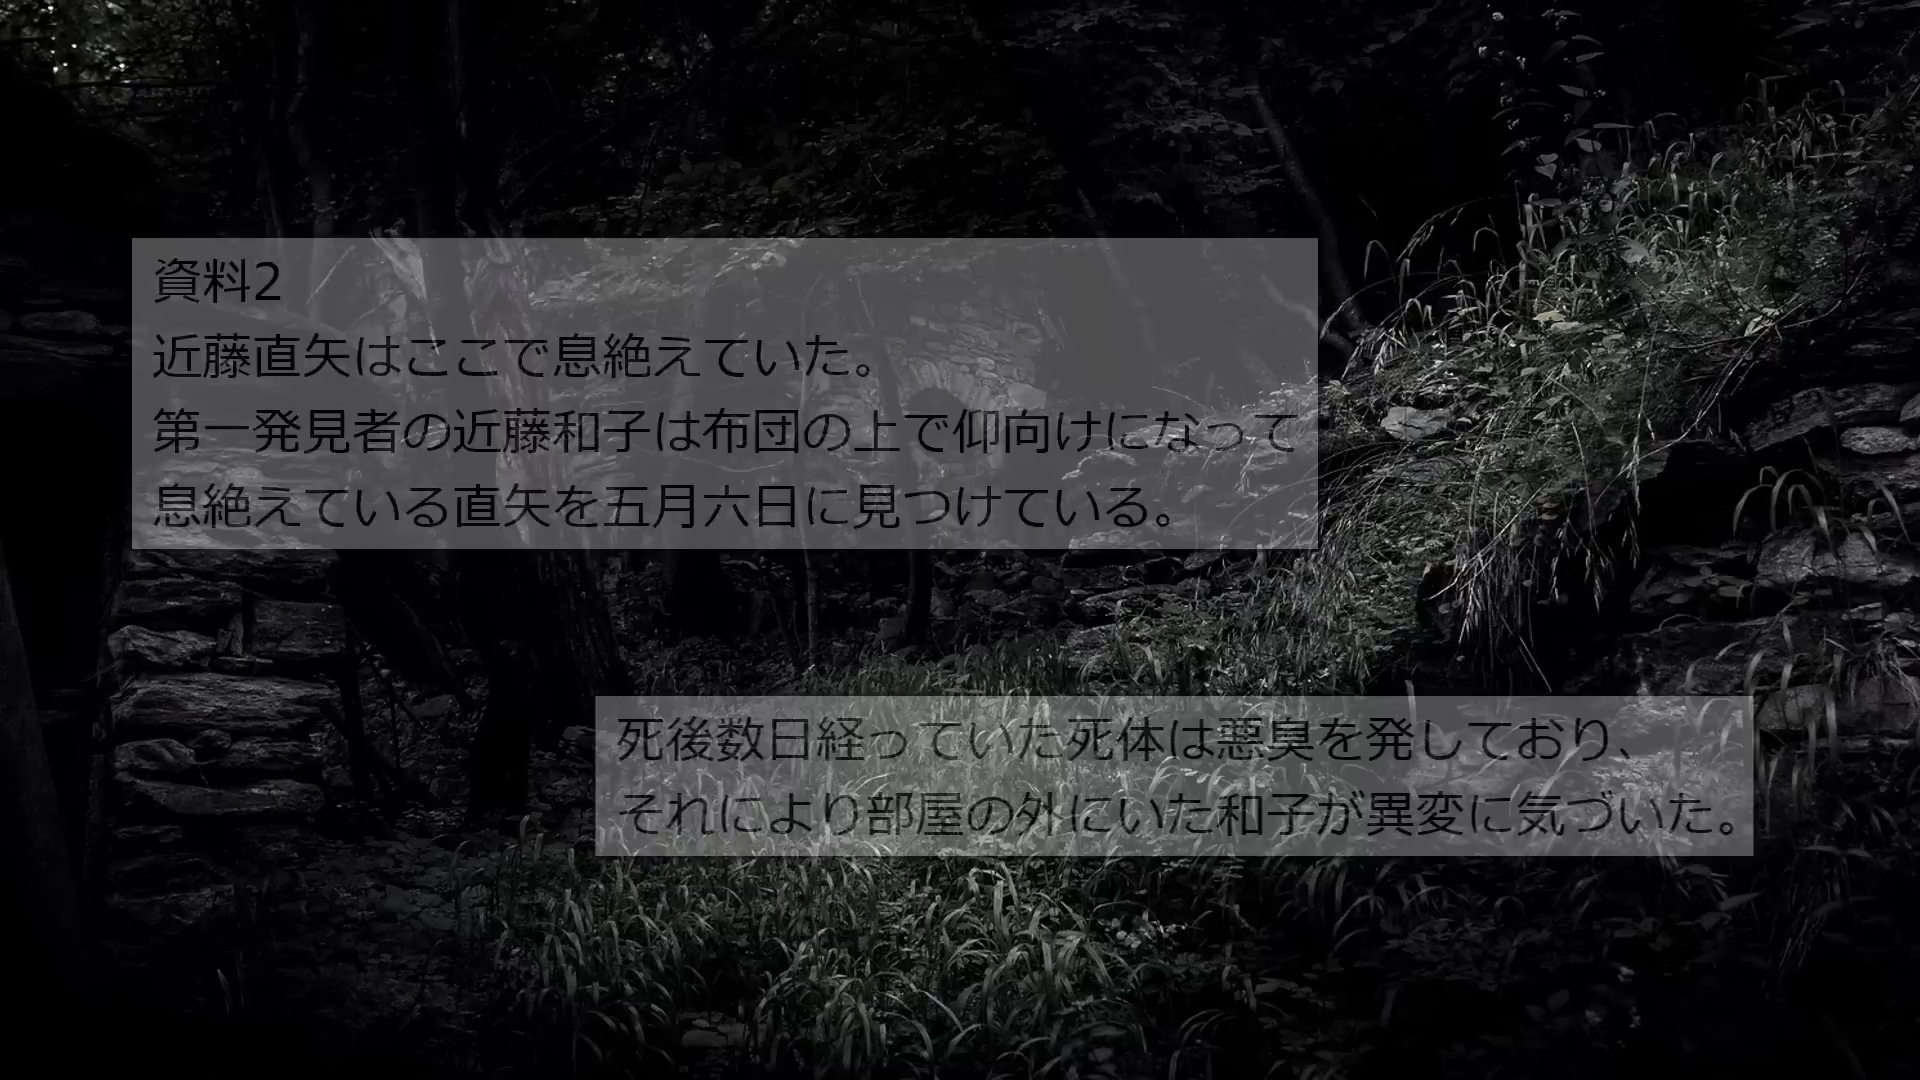 資料2
近藤直矢はここで息絶えていた。
第一発見者の近藤和子は布団の上で仰向けになって
息絶えている直矢を五月六日に見つけている。
死後数日経っていた死体は悪臭を発しており、
それにより部屋の外にいた和子が異変に気づいた。